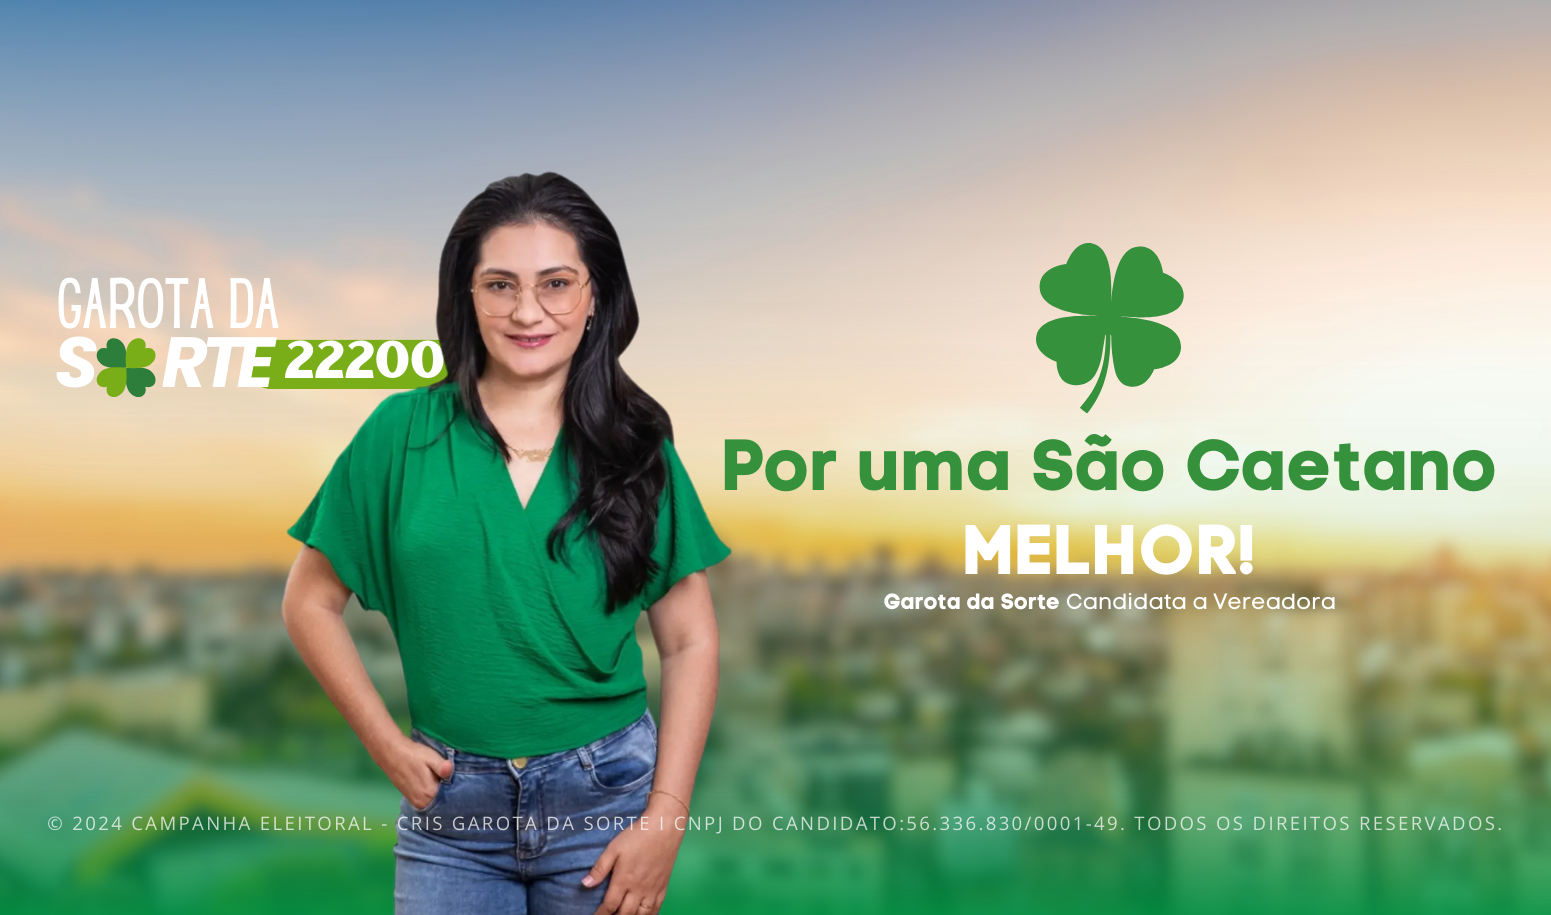 GAROTA DA
SORTE 22200
Por uma São Caetano
MELHOR!
Garota da Sorte Candidata a Vereadora
© 2024 CAMPANHA ELEITORAL - CRIS GAROTA DA SORTE I CNPJ DO CANDIDATO:56.336.830/0001-49. TODOS OS DIREITOS RESERVADOS.